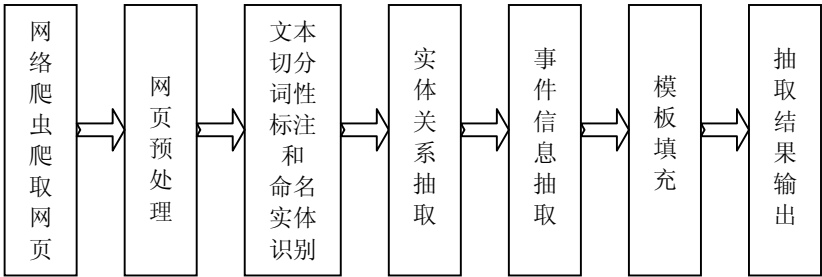 网络爬虫爬取网页
网页预处理
文本
切分
词性
标注
和
命名
实体
识别
实体关系抽取
事件信息抽取
模板填充
抽取结果输出